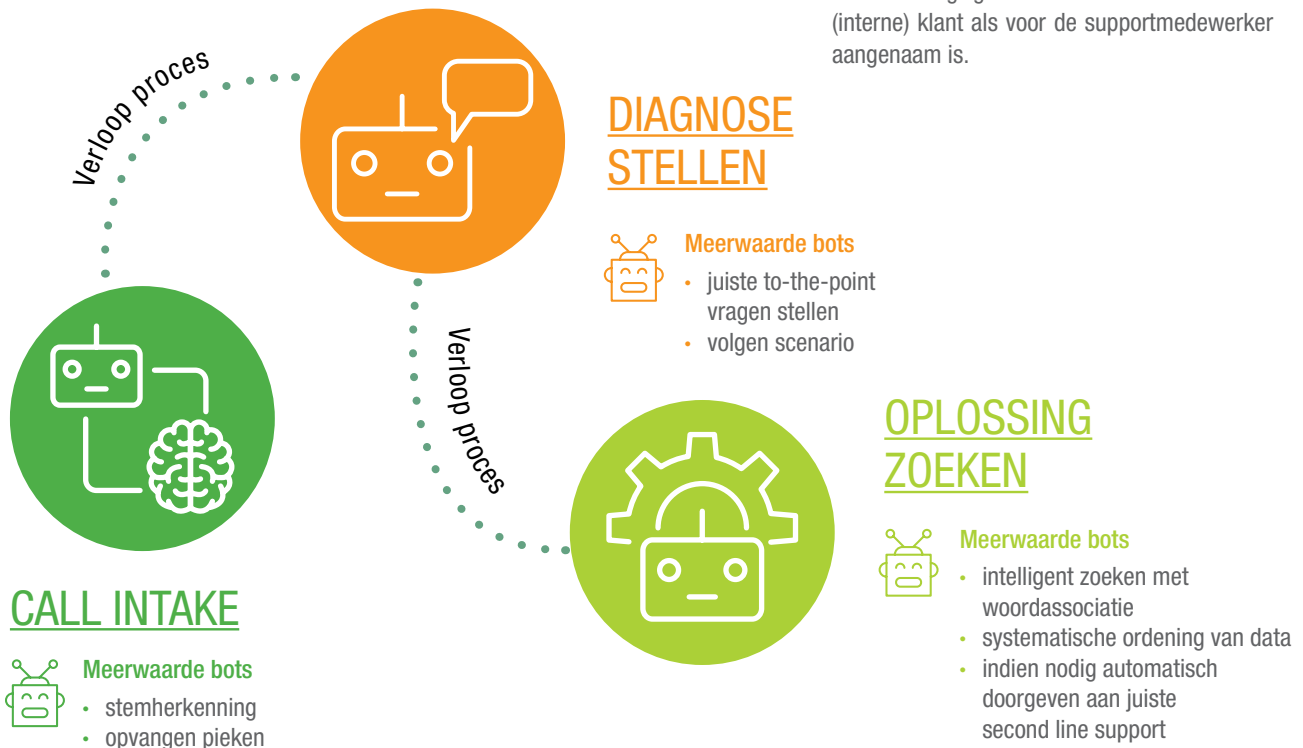 (interne) klant als voor de supportmedewerker
aangenaam is.
Verloop proces
DIAGNOSE
STELLEN
Meerwaarde bots
• juiste to-the-point
vragen stellen
• volgen scenario
Verloop proces
OPLOSSING
ZOEKEN
Meerwaarde bots
• intelligent zoeken met
woordassociatie
• systematische ordening van data
• indien nodig automatisch
doorgeven aan juiste
second line support
CALL INTAKE
Meerwaarde bots
• stemherkenning
• opvangen pieken